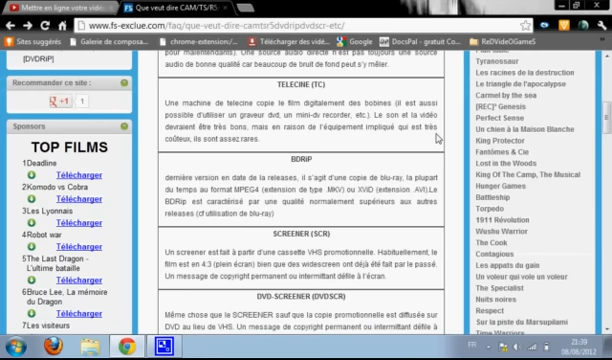 Mettre en ligne votre vidé
Que veut dire CAM/TS/R5
www.fs-exclue.com/faq/que-veut-dire-camtsr5dvdripdvdscr-etc/
Sites suggérés
Galerie de composa...
chrome-extension:/...
Télécharger des vidé
Google
DocsPal - gratuit Co...
ReDVideOGameS
[DVDRiP]
Recommander ce site :
+1
1
Sponsors
TOP FILMS
1Deadline
Télécharger
2Komodo vs Cobra
Télécharger
3Les Lyonnais
Télécharger
4Robot war
Télécharger
5The Last Dragon -
L'ultime bataille
Télécharger
6Bruce Lee, La mémoire
du Dragon
Télécharger
7Les visiteurs
pour malentendants). Une source audio directe n'est pas toujours une source
audio de bonne qualité car beaucoup de bruit de fond peut s'y mêler.
TELECINE (TC)
Une machine de telecine copie le film digitalement des bobines (il est aussi
possible d'utiliser un graveur dvd, un mini-dv recorder, etc.). Le son et la vidéo
devraient être très bons, mais en raison de l'équipement impliqué qui est très
coûteux, ils sont assez rares.
BDRiP
dernière version en date de la releases, il s'agit d'une copie de blu-ray, la plupart
du temps au format MPEG4 (extension de type .MKV) ou XViD (extension .AVI).Le
BDRip est caractérisé par une qualité normalement supérieure aux autres
releases (cf utilisation de blu-ray)
SCREENER (SCR)
Un screener est fait à partir d'une cassette VHS promotionnelle. Habituellement, le
film est en 4:3 (plein écran) bien que des widescreen ont déjà été fait par le passé.
Un message de copyright permanent ou intermittant défile à l'écran.
DVD-SCREENER (DVDSCR)
Même chose que le SCREENER sauf que la copie promotionnelle est diffusée sur
DVD au lieu de VHS. Un message de copyright permanent ou intermittant défile à
Tyranosaur
Les racines de la destruction
Le triangle de l'apocalypse
Carmel by the sea
[REC]³ Genesis
Perfect Sense
Un chien à la Maison Blanche
King Protector
Fantômes & Cie
Lost in the Woods
King Of The Camp, The Musical
Hunger Games
Battleship
Torpedo
1911 Révolution
Wushu Warrior
The Cook
Contagious
Les appats du gain
Un voleur qui vole un voleur
The Specialist
Nuits noires
Respect
Sur la piste du Marsupilami
FR
21:39
08/08/2012